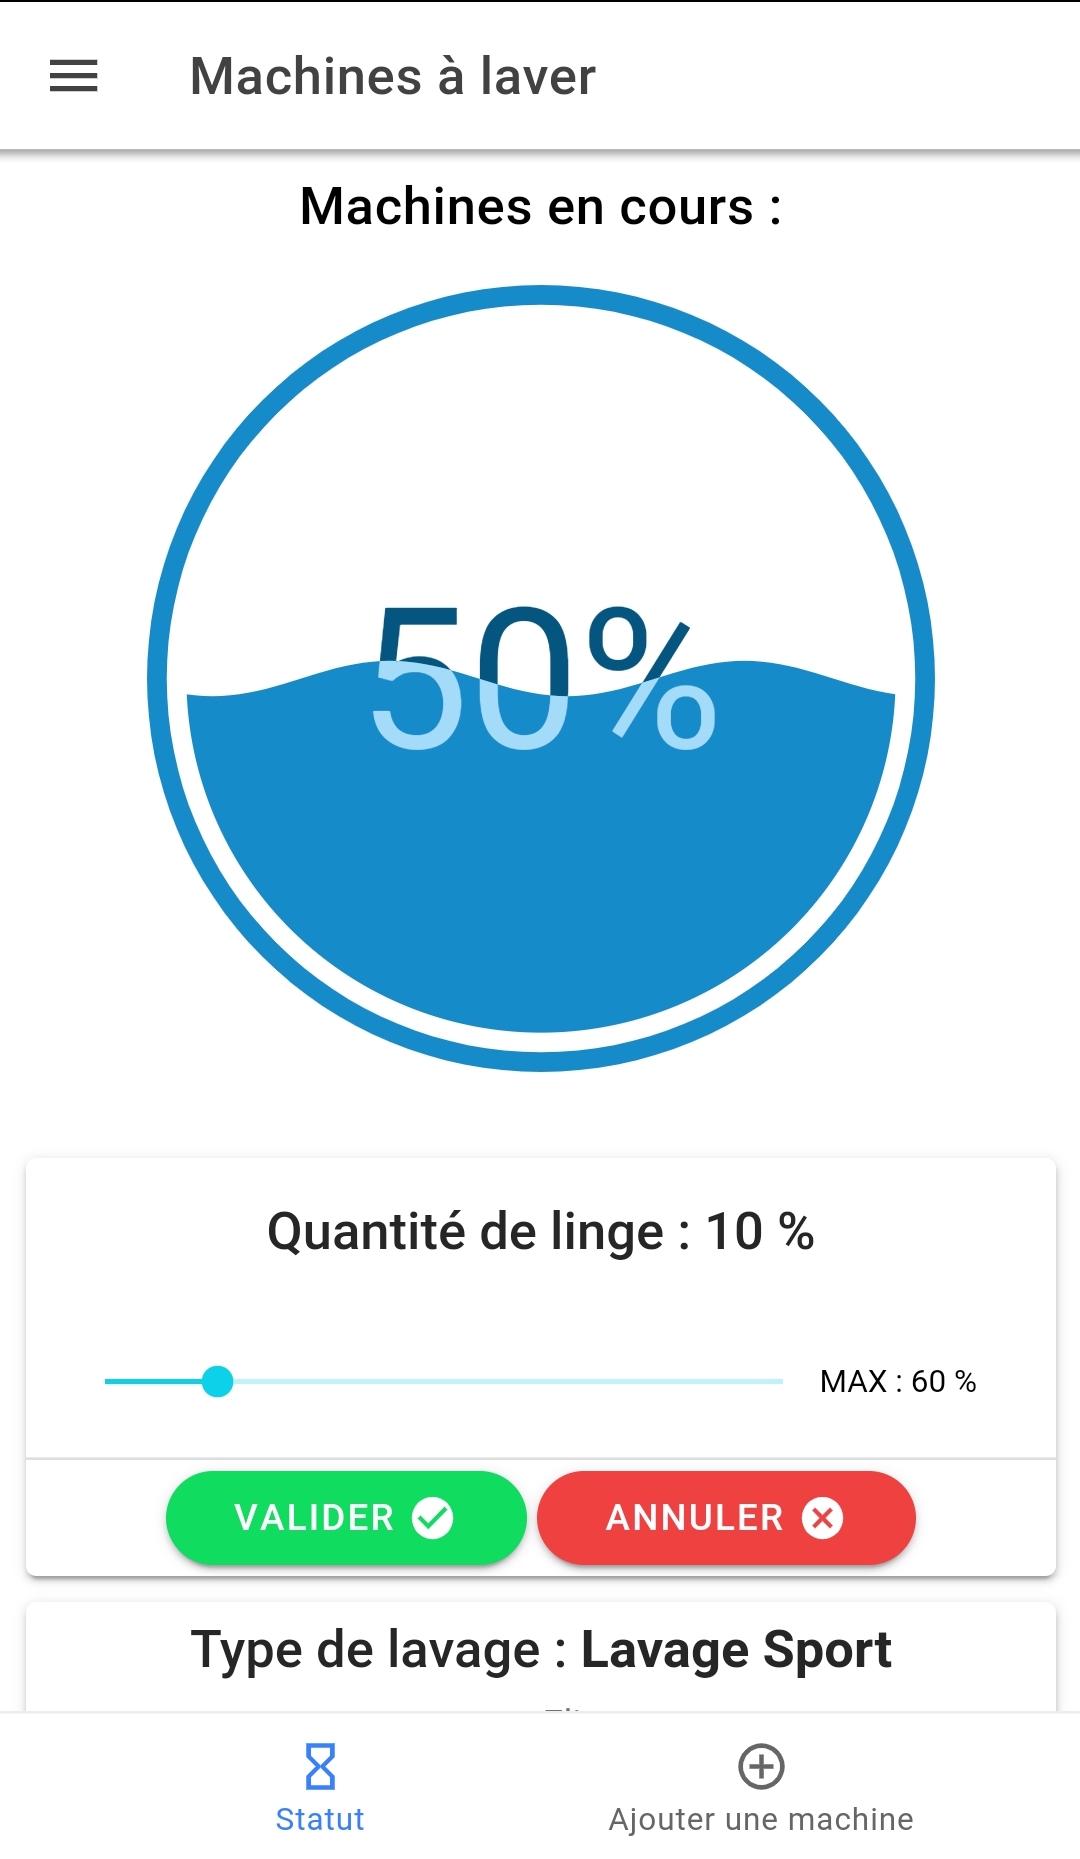 Machines à laver
Machines en cours :
50%
Quantité de linge : 10 %
MAX : 60 %
VALIDER
ANNULER
Type de lavage : Lavage Sport
Statut
Ajouter une machine